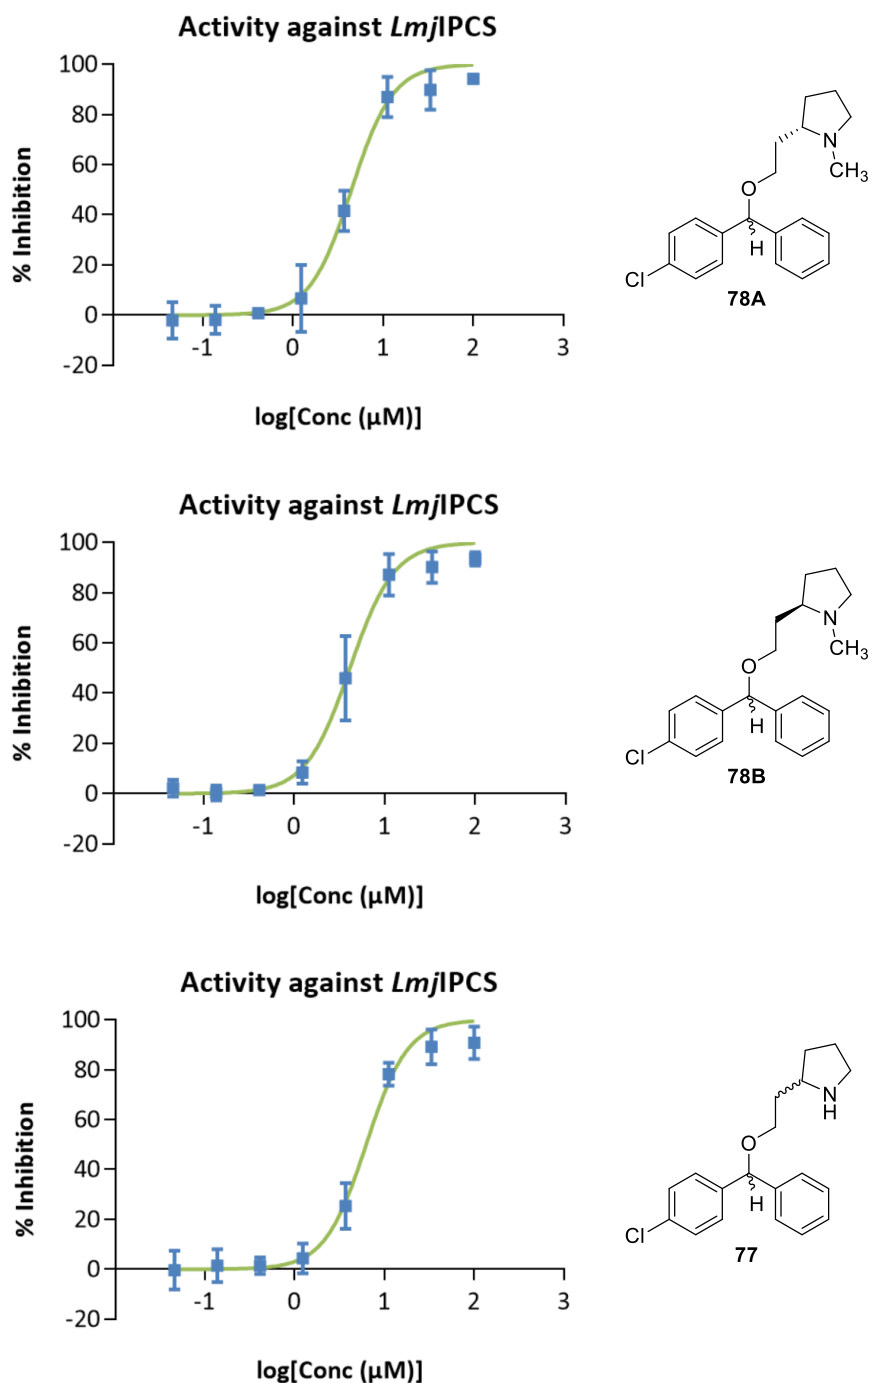 Activity against LmjIPCS
100
80
60
40
20
0
-20
-1
0
1
2
3
% Inhibition
log[Conc (µM)]
N
CH3
O
H
Cl
78A
Activity against LmjIPCS
100
80
60
40
20
0
-20
-1
0
1
2
3
% Inhibition
log[Conc (µM)]
N
CH3
O
H
Cl
78B
Activity against LmjIPCS
100
80
60
40
20
0
-20
-1
0
1
2
3
% Inhibition
log[Conc (µM)]
N
H
O
H
Cl
77